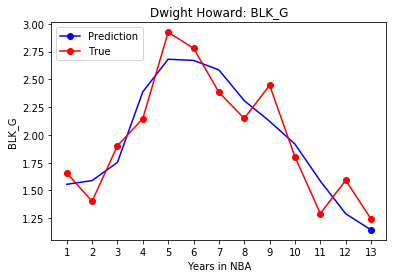 Dwight Howard: BLK_G
Prediction
True
BLK_G
3.00
2.75
2.50
2.25
2.00
1.75
1.50
1.25
1 2 3 4 5 6 7 8 9 10 11 12 13
Years in NBA